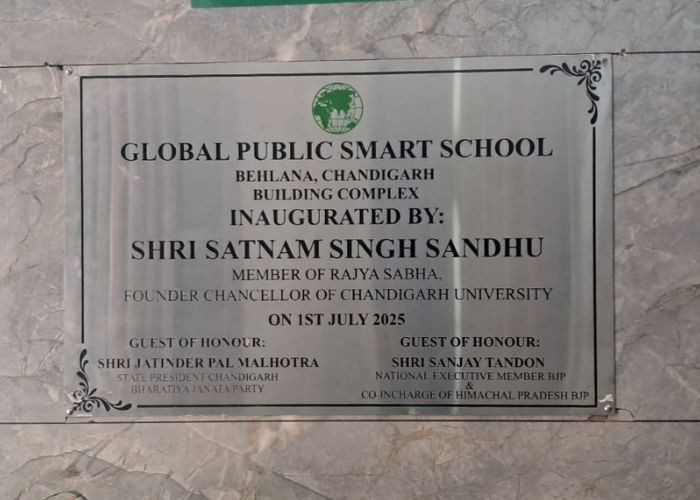 GLOBAL PUBLIC SMART SCHOOL
BEHLANA, CHANDIGARH
BUILDING COMPLEX
INAUGURATED BY:
SHRI SATNAM SINGH SANDHU
MEMBER OF RAJYA SABHA,
FOUNDER CHANCELLOR OF CHANDIGARH UNIVERSITY
ON 1ST JULY 2025
GUEST OF HONOUR:
SHRI JATINDER PAL MALHOTRA
STATE PRESIDENT CHANDIGARH
BHARATIYA JANATA PARTY
GUEST OF HONOUR:
SHRI SANJAY TANDON
NATIONAL EXECUTIVE MEMBER BJP
&
CO-INCHARGE OF HIMACHAL PRADESH BJP